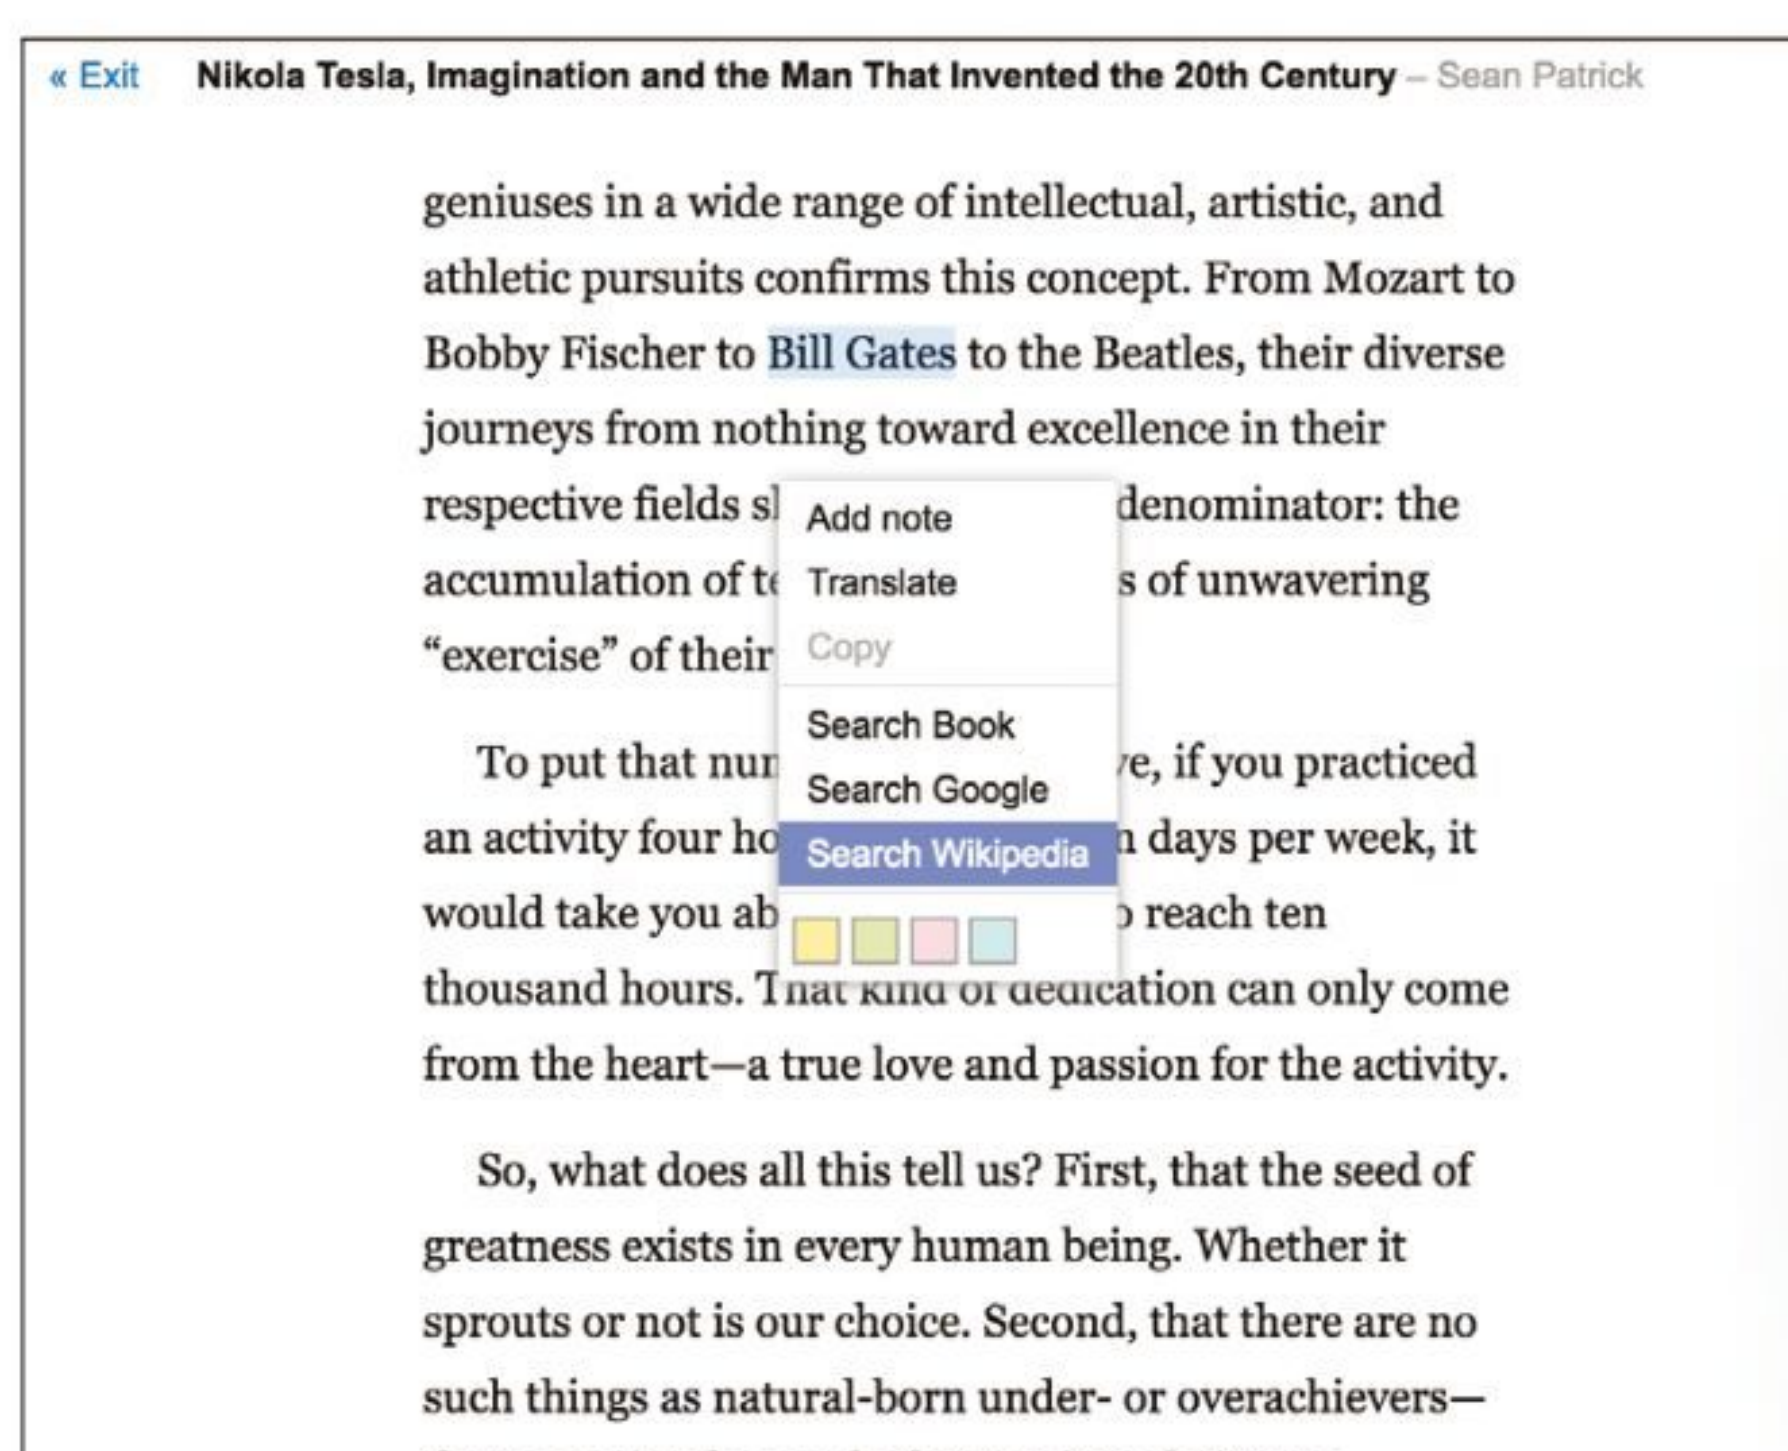 « Exit Nikola Tesla, Imagination and the Man That Invented the 20th Century – Sean Patrick
geniuses in a wide range of intellectual, artistic, and
athletic pursuits confirms this concept. From Mozart to
Bobby Fischer to Bill Gates to the Beatles, their diverse
journeys from nothing toward excellence in their
respective fields denominator: the
accumulation of of unwavering
“exercise” of their
Add note
Translate
Copy
Search Book
Search Google
Search Wikipedia
To put that if you practiced
an activity four days per week, it
would take you reach ten
thousand hours. That kind of dedication can only come
from the heart—a true love and passion for the activity.
So, what does all this tell us? First, that the seed of
greatness exists in every human being. Whether it
sprouts or not is our choice. Second, that there are no
such things as natural-born under- or overachievers—